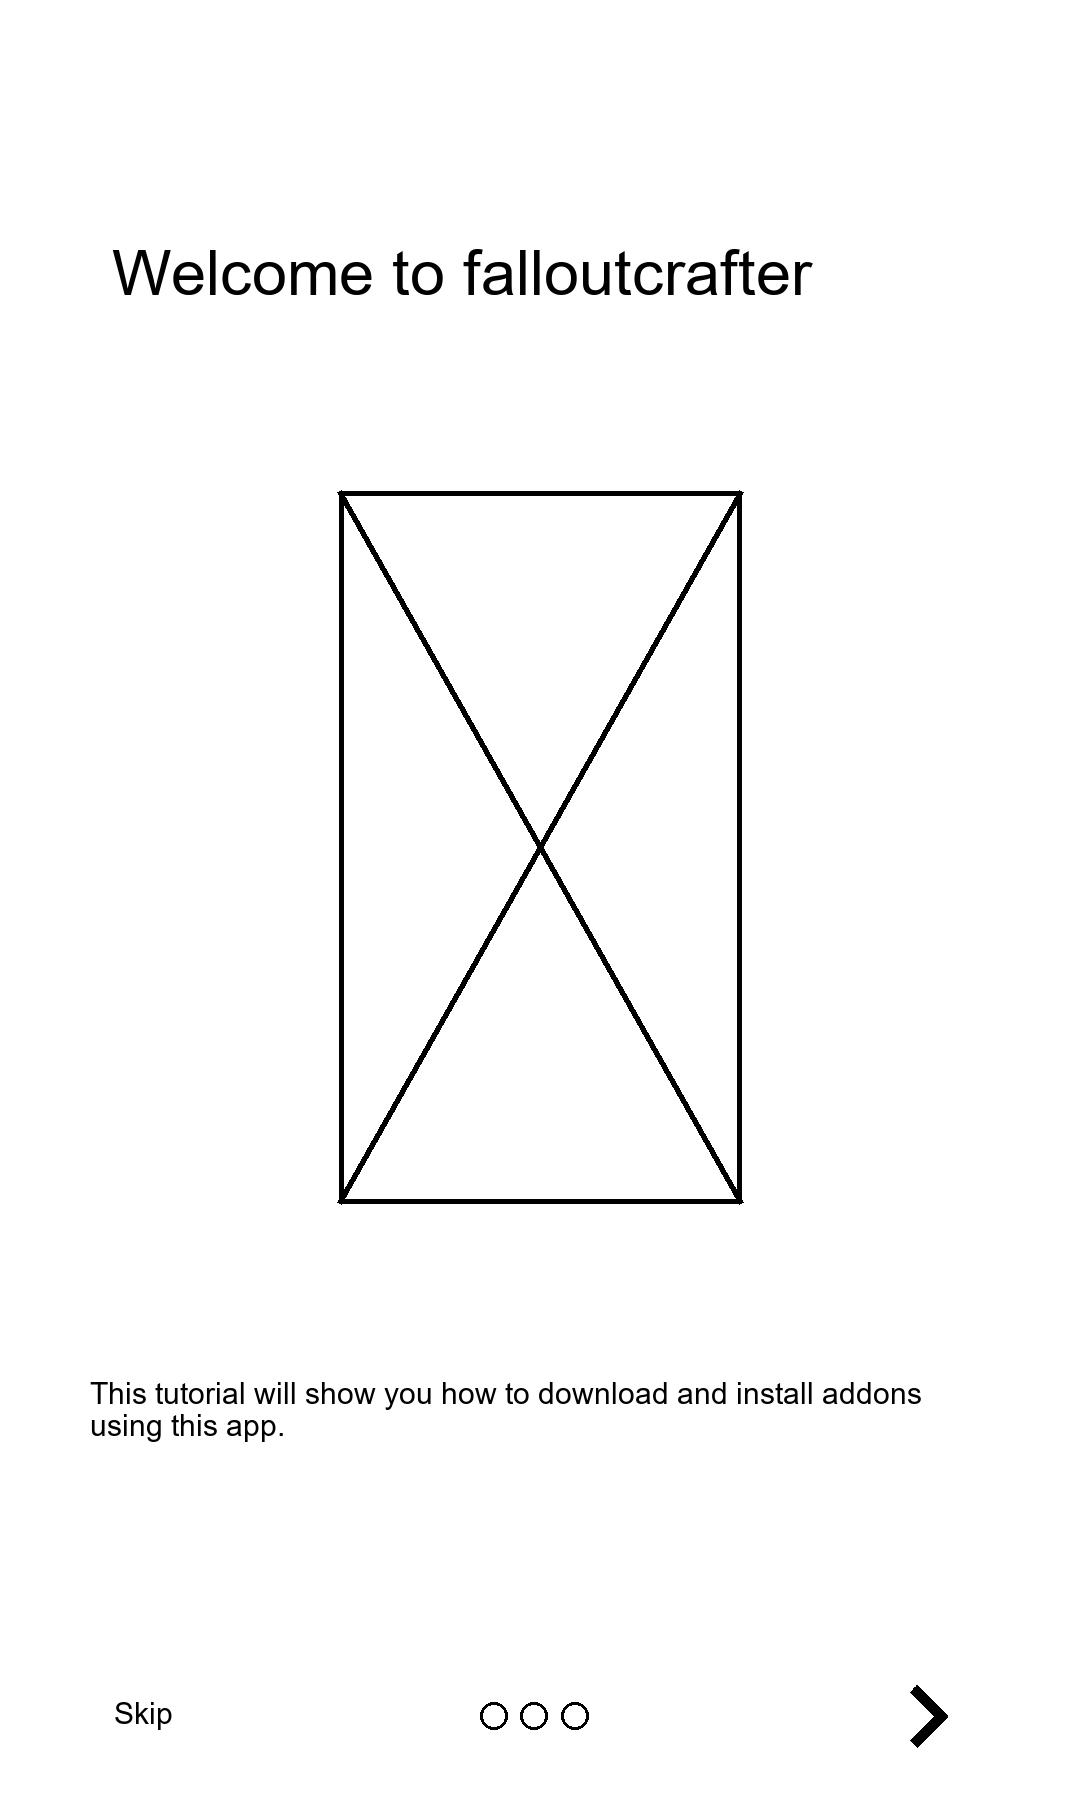 Welcome to falloutcrafter
This tutorial will show you how to download and install addons
using this app.
Skip